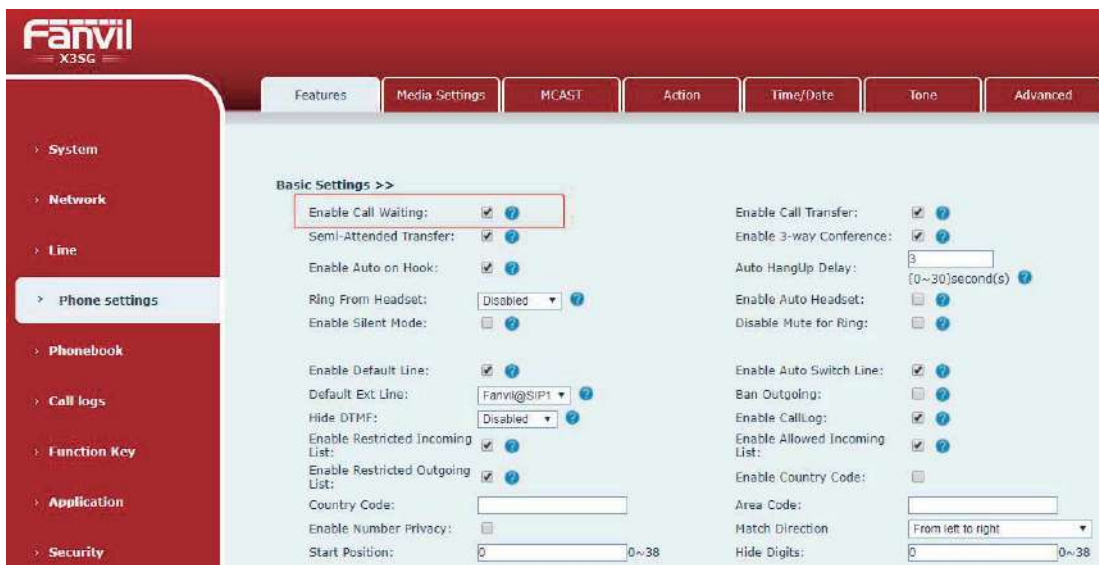 Fanvil
X3SG
Features Media Settings MCAST Action Time/Date Tone Advanced
› System
› Network
› Line
› Phone settings
› Phonebook
› Call logs
› Function Key
› Application
› Security
Basic Settings >>
Enable Call Waiting: Enable Call Transfer:
Semi-Attended Transfer: Enable 3-way Conference:
Enable Auto on Hook: Auto HangUp Delay: 3
(0~30)second(s)
Ring From Headset: Disabled Enable Auto Headset:
Enable Silent Mode: Disable Mute for Ring:
Enable Default Line: Enable Auto Switch Line:
Default Ext Line: Fanvil@SIP1 Ban Outgoing:
Hide DTMF: Disabled Enable CallLog:
Enable Restricted Incoming List: Enable Allowed Incoming List:
Enable Restricted Outgoing List: Enable Country Code:
Country Code: Area Code:
Enable Number Privacy: Match Direction From left to right
Start Position: 0 0~38 Hide Digits: 0 0~38